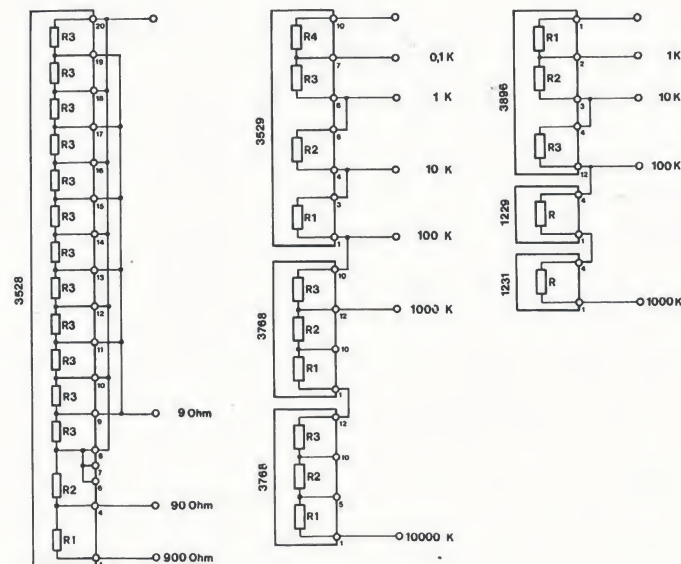 3528
R3
20
R3
19
R3
18
R3
17
R3
16
R3
15
R3
14
R3
13
R3
12
R3
11
R3
10
R3
9
9 Ohm
8
7
6
R2
4
90 Ohm
R1
900 Ohm
3529
R4
10
R3
7
0,1 K
6
1 K
R2
4
10 K
3
R1
1
100 K
3768
10
R3
12
1000 K
R2
10
R1
1
3768
12
R3
10
R2
5
R1
1
10000 K
3896
R1
1
R2
2
1 K
3
10 K
4
R3
12
100 K
1229
4
R
1
1231
4
R
1
1000 K